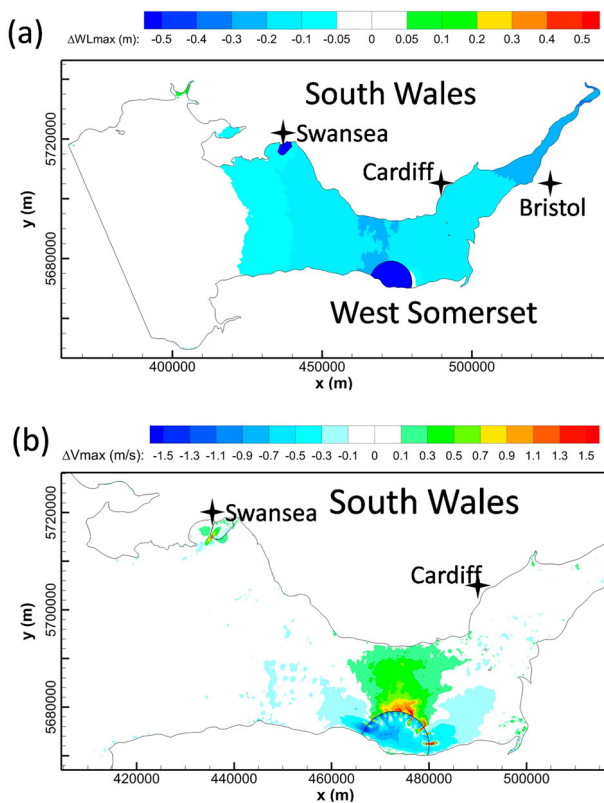 (a)
ΔWLmax (m): -0.5 -0.4 -0.3 -0.2 -0.1 -0.05 0 0.05 0.1 0.2 0.3 0.4 0.5
South Wales
5720000
Swansea
Cardiff
Bristol
y (m)
5680000
West Somerset
400000 450000 500000
x (m)
(b)
ΔVmax (m/s): -1.5 -1.3 -1.1 -0.9 -0.7 -0.5 -0.3 -0.1 0 0.1 0.3 0.5 0.7 0.9 1.1 1.3 1.5
South Wales
5720000
Swansea
Cardiff
5700000
y (m)
5680000
420000 440000 460000 480000 500000
x (m)